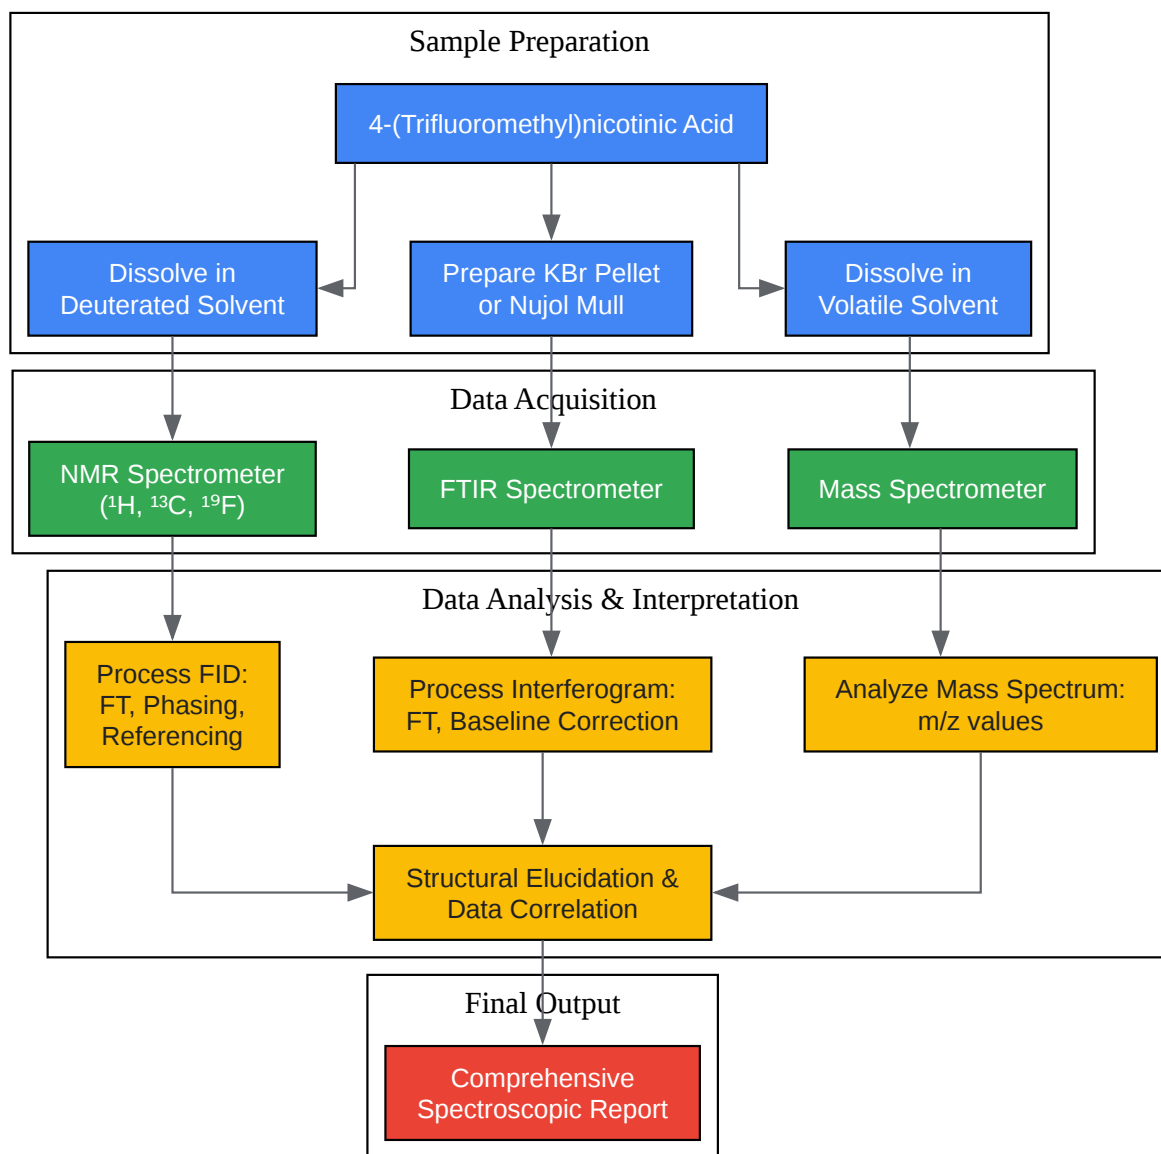 Sample Preparation
4-(Trifluoromethyl)nicotinic Acid
Dissolve in
Deuterated Solvent
Prepare KBr Pellet
or Nujol Mull
Dissolve in
Volatile Solvent
Data Acquisition
NMR Spectrometer
(¹H, ¹³C, ¹⁹F)
FTIR Spectrometer
Mass Spectrometer
Data Analysis & Interpretation
Process FID:
FT, Phasing,
Referencing
Process Interferogram:
FT, Baseline Correction
Analyze Mass Spectrum:
m/z values
Structural Elucidation &
Data Correlation
Final Output
Comprehensive
Spectroscopic Report